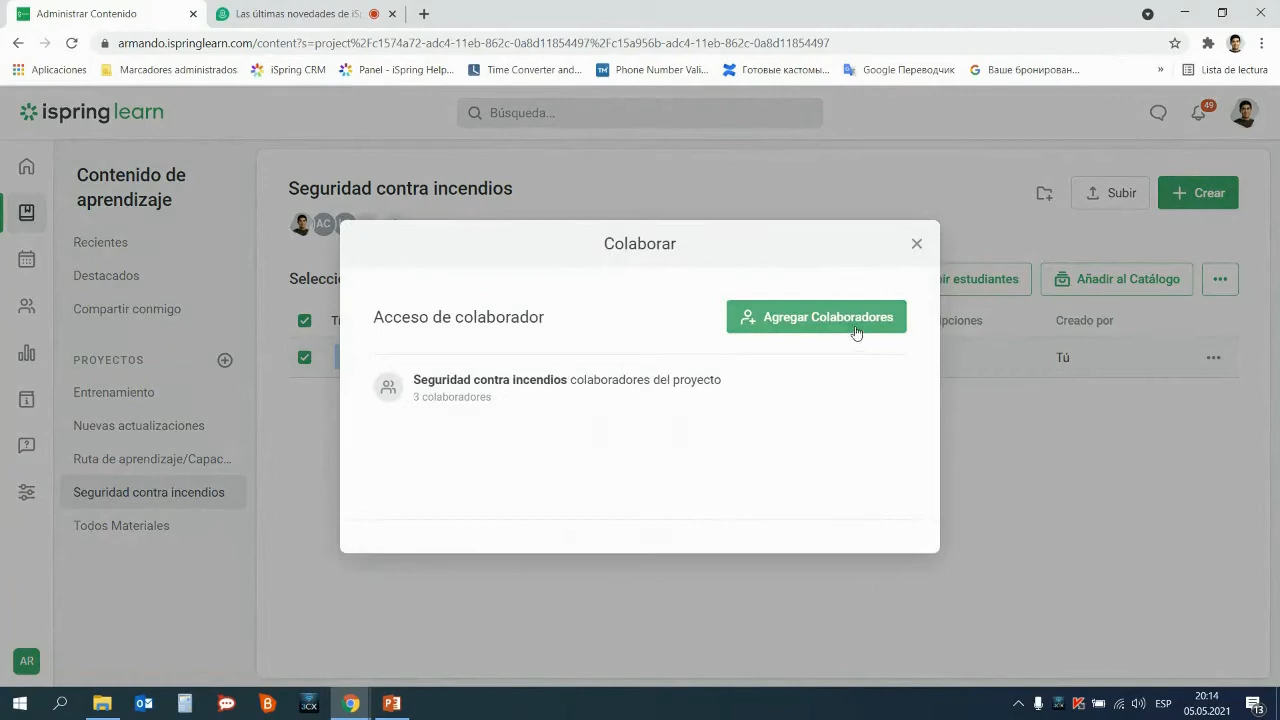 Administrar Contenido
Las últimas novedades de iSp
armando.ispringlearn.com/content?s=project%2Fc1574a72-adc4-11eb-862c-0a8d11854497%2Fc15a956b-adc4-11eb-862c-0a8d11854497
Aplicaciones
Marcadores administrados
iSpring CRM
Panel - iSpring Help...
Time Converter and...
TM
Phone Number Vali...
Готовые кастомы...
Google Переводчик
Ваше бронирован...
»
Lista de lectura
ispring learn
Búsqueda...
49
Contenido de
aprendizaje
Recientes
Destacados
Compartir conmigo
PROYECTOS
Entrenamiento
Nuevas actualizaciones
Ruta de aprendizaje/Capac...
Seguridad contra incendios
Todos Materiales
AR
Seguridad contra incendios
Subir
Crear
AC
Selecci
estudiantes
Añadir al Catálogo
Creado por
Tú
Colaborar
Acceso de colaborador
Agregar Colaboradores
Seguridad contra incendios colaboradores del proyecto
3 colaboradores
3CX
ESP
20:14
05.05.2021
13